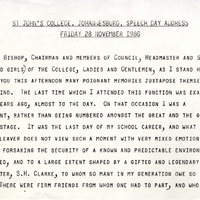 ST JOHN'S COLLEGE, JOHANNESBURG, SPEECH DAY ADDRESS
FRIDAY 28 NOVEMBER 1986
BISHOP, CHAIRMAN AND MEMBERS OF COUNCIL, HEADMASTER AND S
D GIRLS) OF THE COLLEGE, LADIES AND GENTLEMEN, AS I STAND H
YOU THIS AFTERNOON MANY POIGNANT MEMORIES JUXTAPOSE THEMSE
IND. THE LAST TIME WHICH I ATTENDED THIS FUNCTION WAS EXA
EARS AGO, ALMOST TO THE DAY. ON THAT OCCASION I WAS A
NT, RATHER THAN BEING NUMBERED AMONGST THE GREAT AND THE G
STAGE. IT WAS THE LAST DAY OF MY SCHOOL CAREER, AND WHAT
LEAVER DOES NOT VIEW SUCH A MOMENT WITH VERY MIXED EMOTION
FORSAKING THE SECURITY OF A KNOWN AND PREDICTABLE ENVIRONM
ED, AND TO A LARGE EXTENT SHAPED BY A GIFTED AND LEGENDARY
TER, S.H. CLARKE, TO WHOM SO MANY IN MY GENERATION OWE SO
THERE WERE FIRM FRIENDS FROM WHOM ONE HAD TO PART, AND WHO